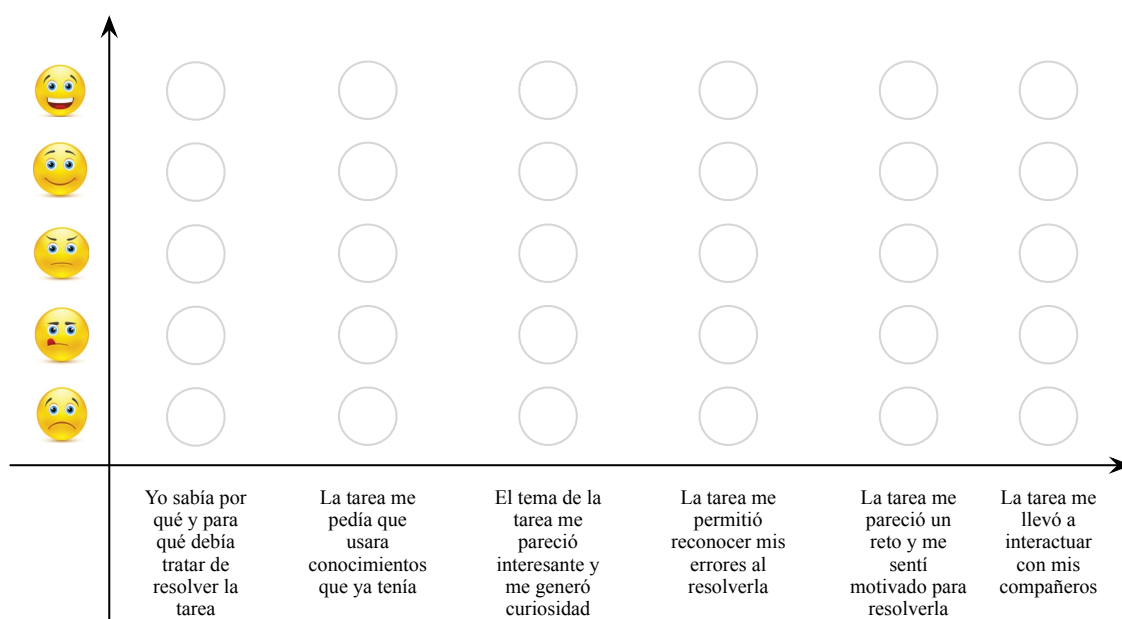 Yo sabía por
qué y para
qué debía
tratar de
resolver la
tarea
La tarea me
pedía que
usara
conocimientos
que ya tenía
El tema de la
tarea me
pareció
interesante y
me generó
curiosidad
La tarea me
permitió
reconocer mis
errores al
resolverla
La tarea me
pareció un
reto y me
sentí
motivado para
resolverla
La tarea me
llevó a
interactuar
con mis
compañeros